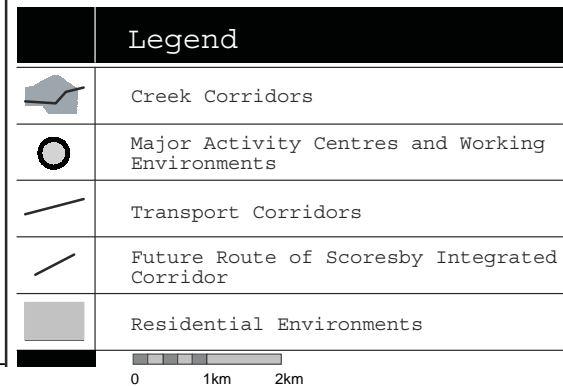 Legend
Creek Corridors
Major Activity Centres and Working
Environments
Transport Corridors
Future Route of Scoresby Integrated
Corridor
Residential Environments
0 1km 2km